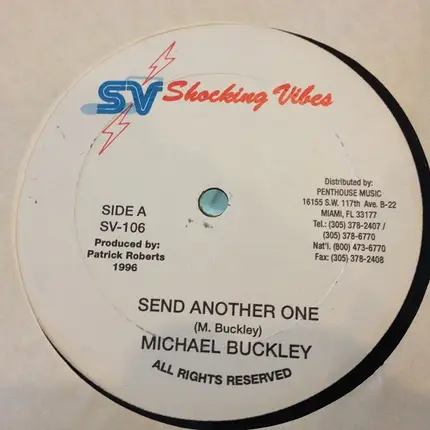 SV Shocking Vibes
Distributed by:
PENTHOUSE MUSIC
16155 S.W. 117th Ave. B-22
MIAMI, FL 33177
Tel.: (305) 378-2407 /
(305) 378-6770
Nat'l. (800) 473-6770
Fax: (305) 378-2408
SIDE A
SV-106
Produced by:
Patrick Roberts
1996
SEND ANOTHER ONE
(M. Buckley)
MICHAEL BUCKLEY
ALL RIGHTS RESERVED